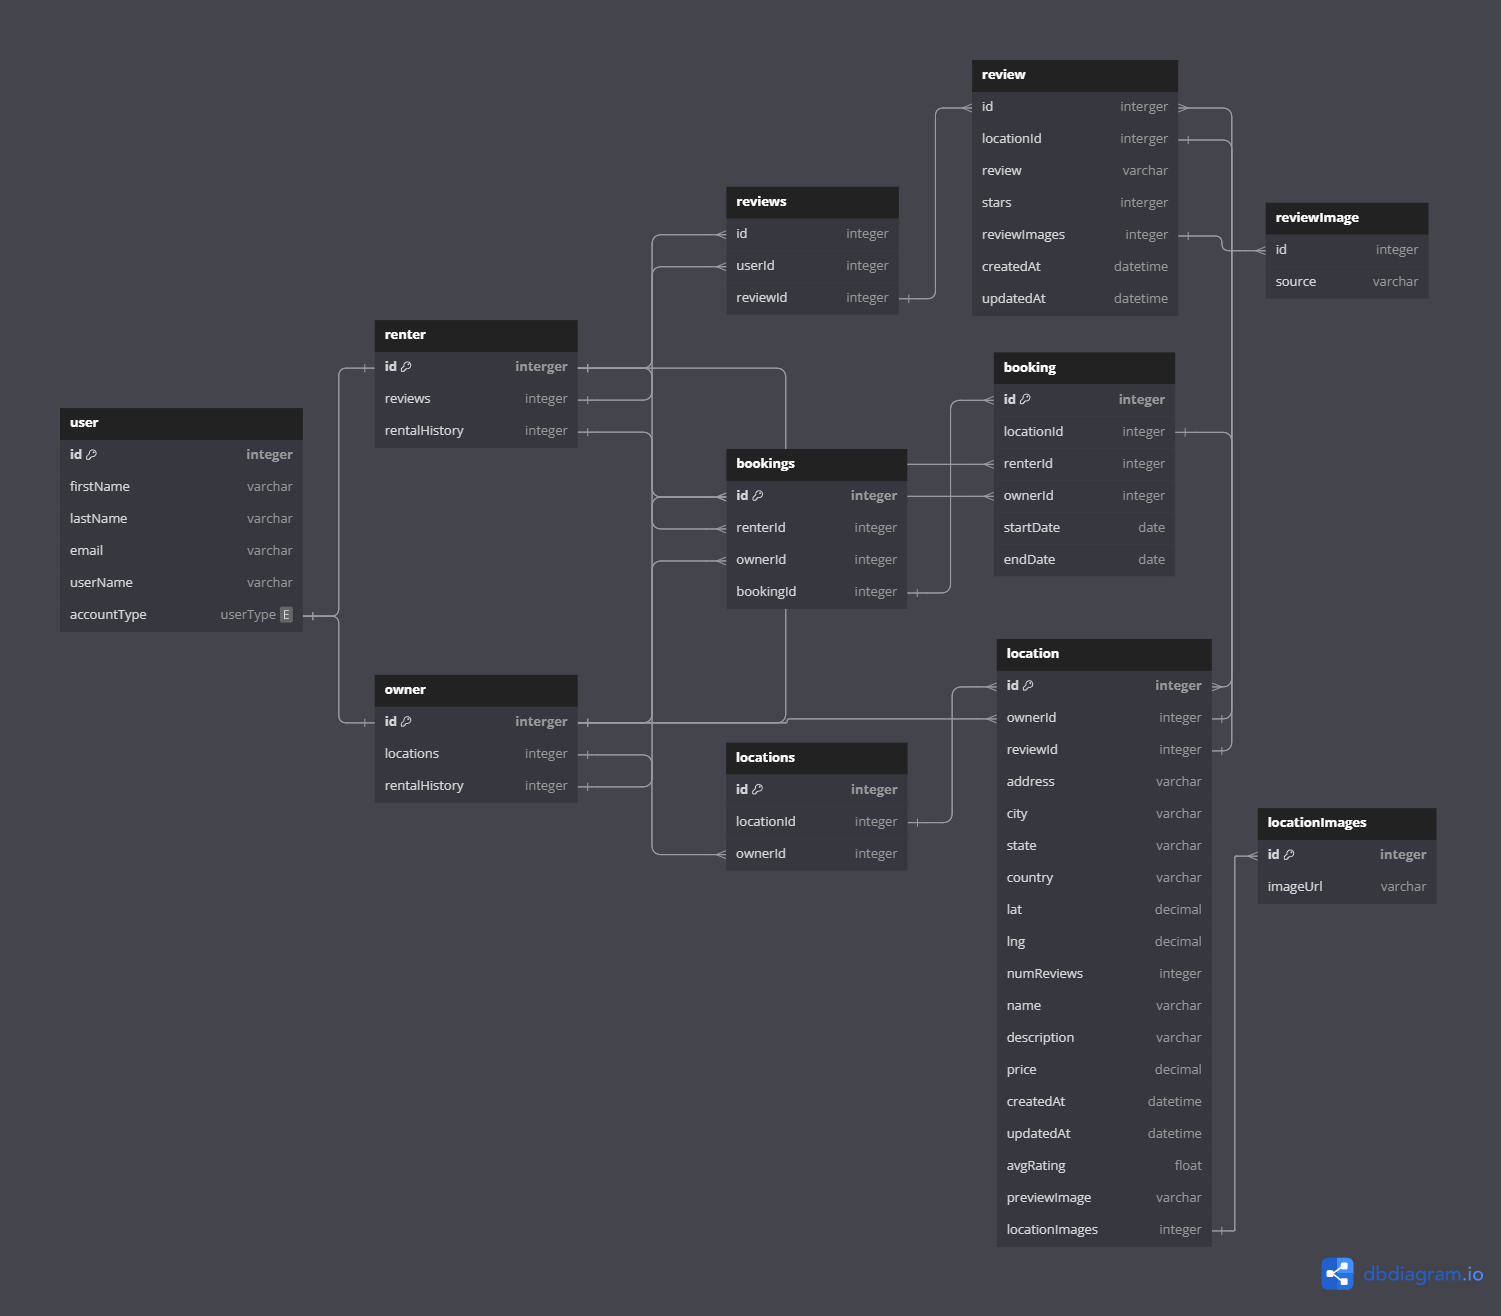 review
id interger
locationId interger
review varchar
stars interger
reviewImages integer
createdAt datetime
updatedAt datetime
reviews
id integer
userId integer
reviewId integer
reviewImage
id integer
source varchar
renter
id interger
reviews integer
rentalHistory integer
booking
id integer
locationId integer
renterId integer
ownerId integer
startDate date
endDate date
user
id integer
firstName varchar
lastName varchar
email varchar
userName varchar
accountType userType E
bookings
id integer
renterId integer
ownerId integer
bookingId integer
owner
id interger
locations integer
rentalHistory integer
location
id integer
ownerId integer
reviewId integer
address varchar
city varchar
state varchar
country varchar
lat decimal
lng decimal
numReviews integer
name varchar
description varchar
price decimal
createdAt datetime
updatedAt datetime
avgRating float
previewImage varchar
locationImages integer
locations
id integer
locationId integer
ownerId integer
locationImages
id integer
imageUrl varchar
dbdiagram.io